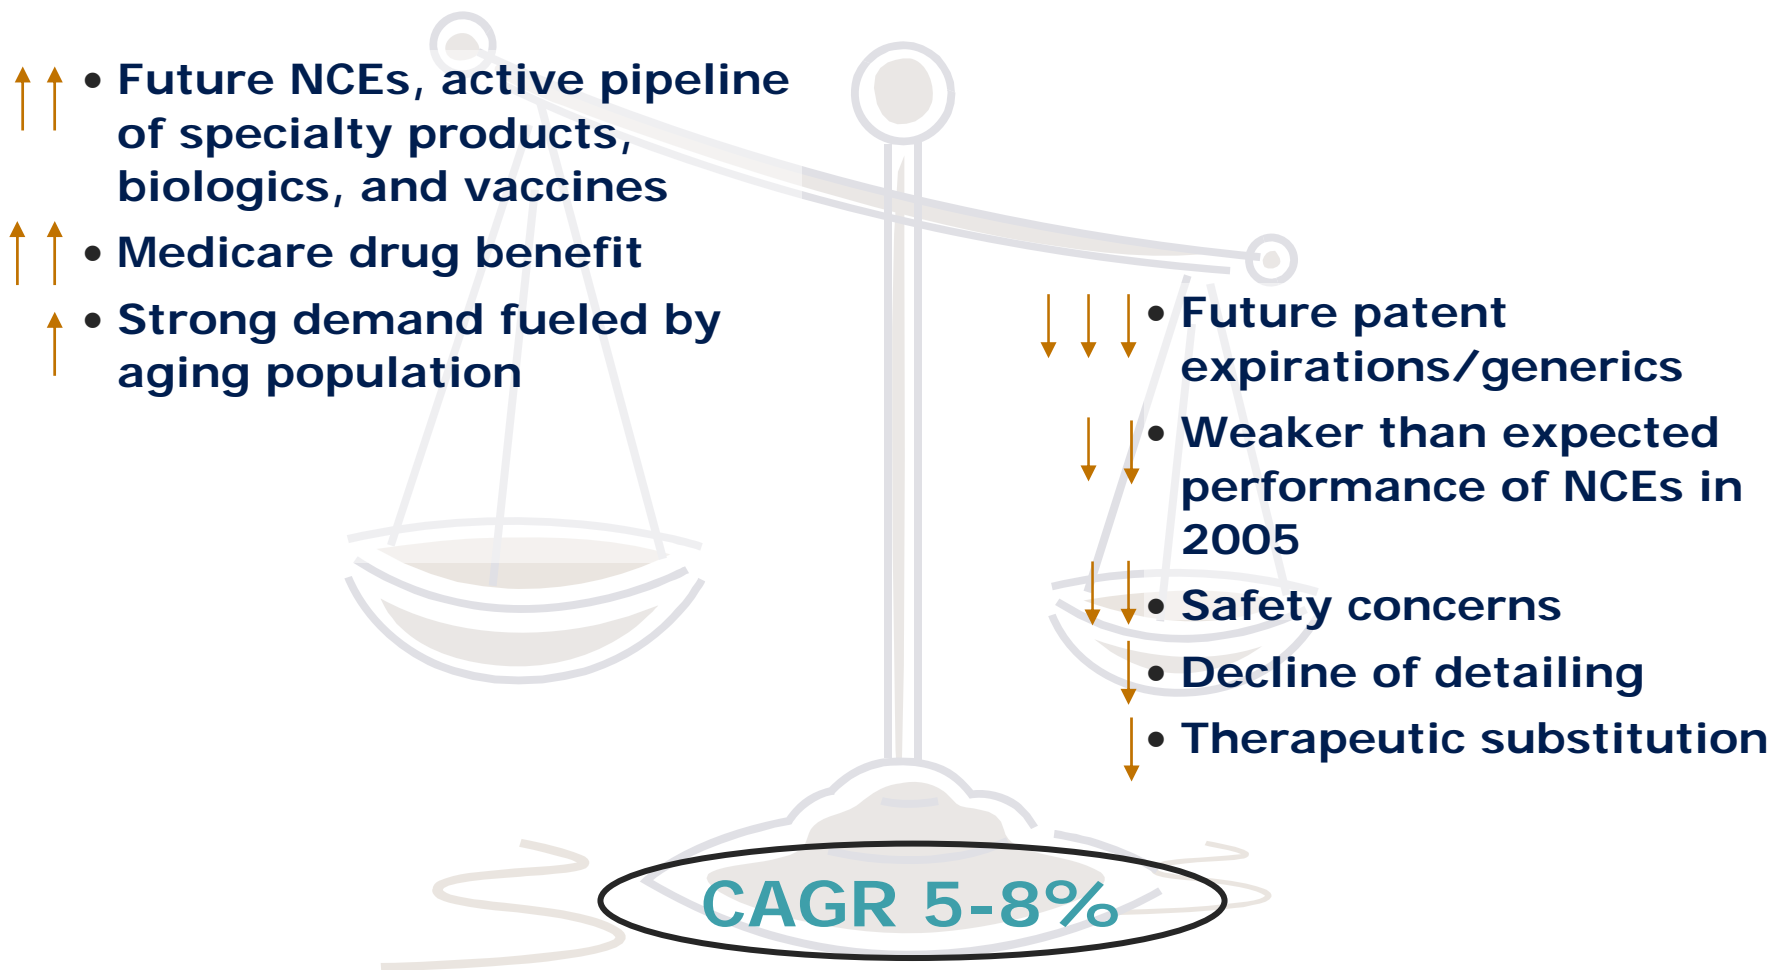 • Future NCEs, active pipeline
of specialty products,
biologics, and vaccines
• Medicare drug benefit
• Strong demand fueled by
aging population
• Future patent
expirations/generics
• Weaker than expected
performance of NCEs in
2005
• Safety concerns
• Decline of detailing
• Therapeutic substitution
CAGR 5-8%